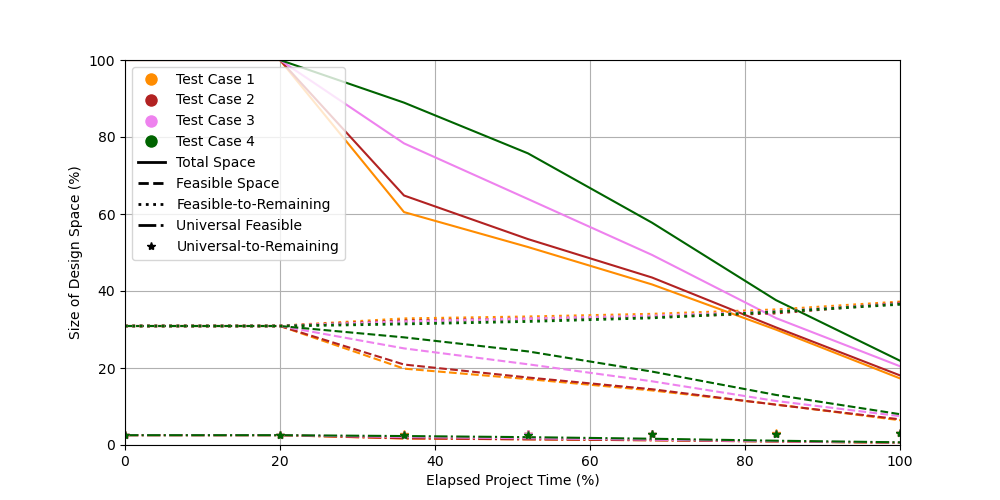 100
80
60
40
20
0
Size of Design Space (%)
Test Case 1
Test Case 2
Test Case 3
Test Case 4
Total Space
Feasible Space
Feasible-to-Remaining
Universal Feasible
Universal-to-Remaining
0 20 40 60 80 100
Elapsed Project Time (%)